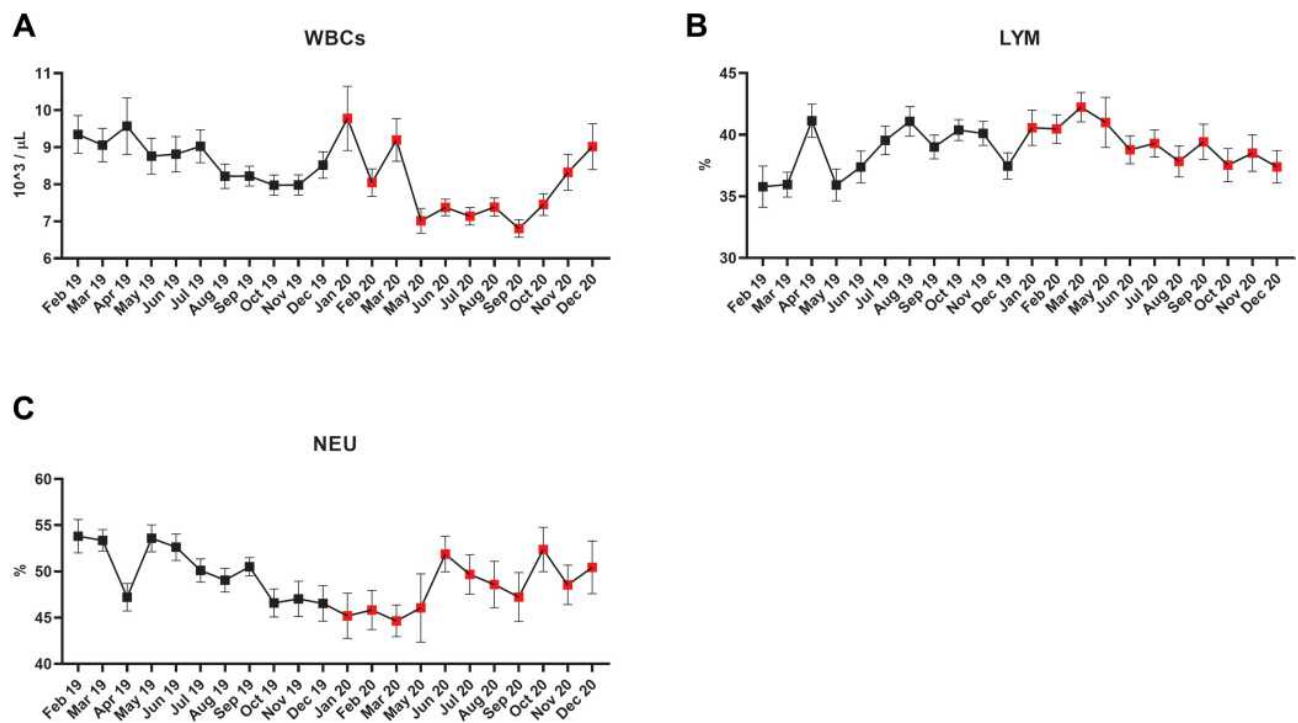 A
WBCs
10^3 / µL
11
10
9
8
7
6
Feb 19
Mar 19
Apr 19
May 19
Jun 19
Jul 19
Aug 19
Sep 19
Oct 19
Nov 19
Dec 19
Jan 20
Feb 20
Mar 20
May 20
Jun 20
Jul 20
Aug 20
Sep 20
Oct 20
Nov 20
Dec 20
B
LYM
%
45
40
35
30
Feb 19
Mar 19
Apr 19
May 19
Jun 19
Jul 19
Aug 19
Sep 19
Oct 19
Nov 19
Dec 19
Jan 20
Feb 20
Mar 20
May 20
Jun 20
Jul 20
Aug 20
Sep 20
Oct 20
Nov 20
Dec 20
C
NEU
%
60
55
50
45
40
Feb 19
Mar 19
Apr 19
May 19
Jun 19
Jul 19
Aug 19
Sep 19
Oct 19
Nov 19
Dec 19
Jan 20
Feb 20
Mar 20
May 20
Jun 20
Jul 20
Aug 20
Sep 20
Oct 20
Nov 20
Dec 20